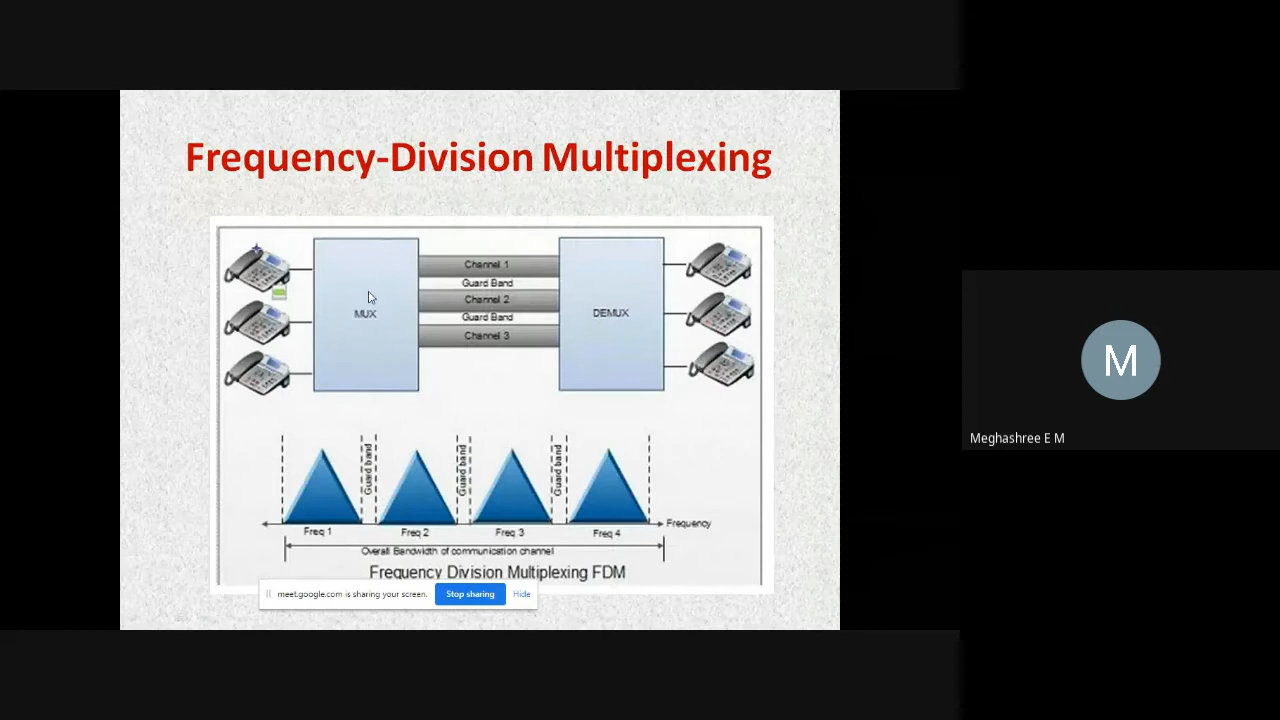 Frequency-Division Multiplexing
Channel 1
Guard Band
Channel 2
Guard Band
Channel 3
MUX
DEMUX
Guard band
Guard band
Guard band
Freq 1
Freq 2
Freq 3
Freq 4
Frequency
Overall Bandwidth of communication channel
Frequency Division Multiplexing FDM
meet.google.com is sharing your screen.
Stop sharing
Hide
M
Meghashree E M